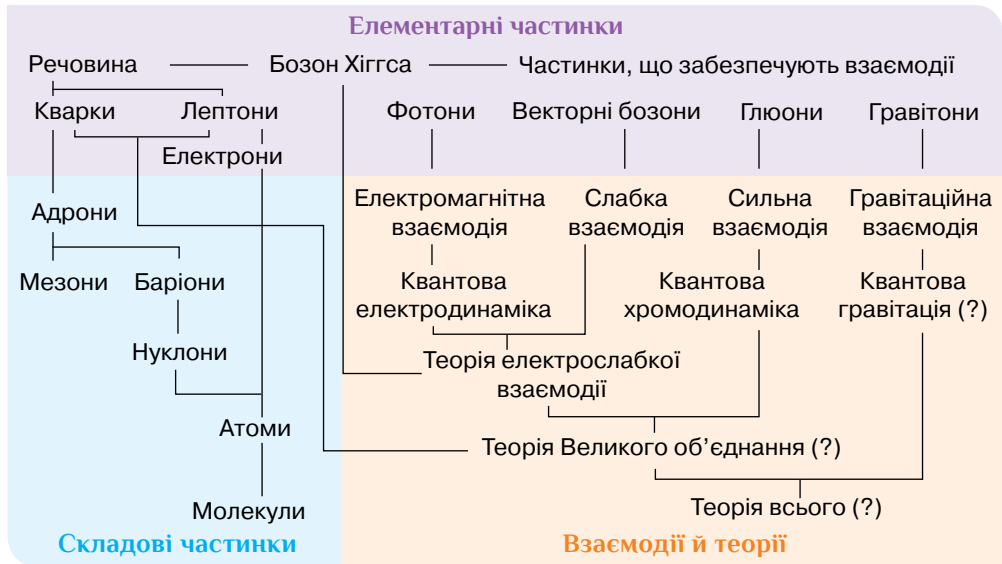 Елементарні частинки
Речовина Бозон Хіггса Частинки, що забезпечують взаємодії
Кварки Лептони Фотони Векторні бозони Глюони Гравітони
Електрони
Адрони
Електромагнітна
взаємодія
Слабка
взаємодія
Сильна
взаємодія
Гравітаційна
взаємодія
Мезони Баріони
Квантова
електродинаміка
Квантова
хромодинаміка
Квантова
гравітація (?)
Нуклони
Теорія електрослабкої
взаємодії
Атоми
Теорія Великого об’єднання (?)
Молекули
Теорія всього (?)
Складові частинки
Взаємодії й теорії